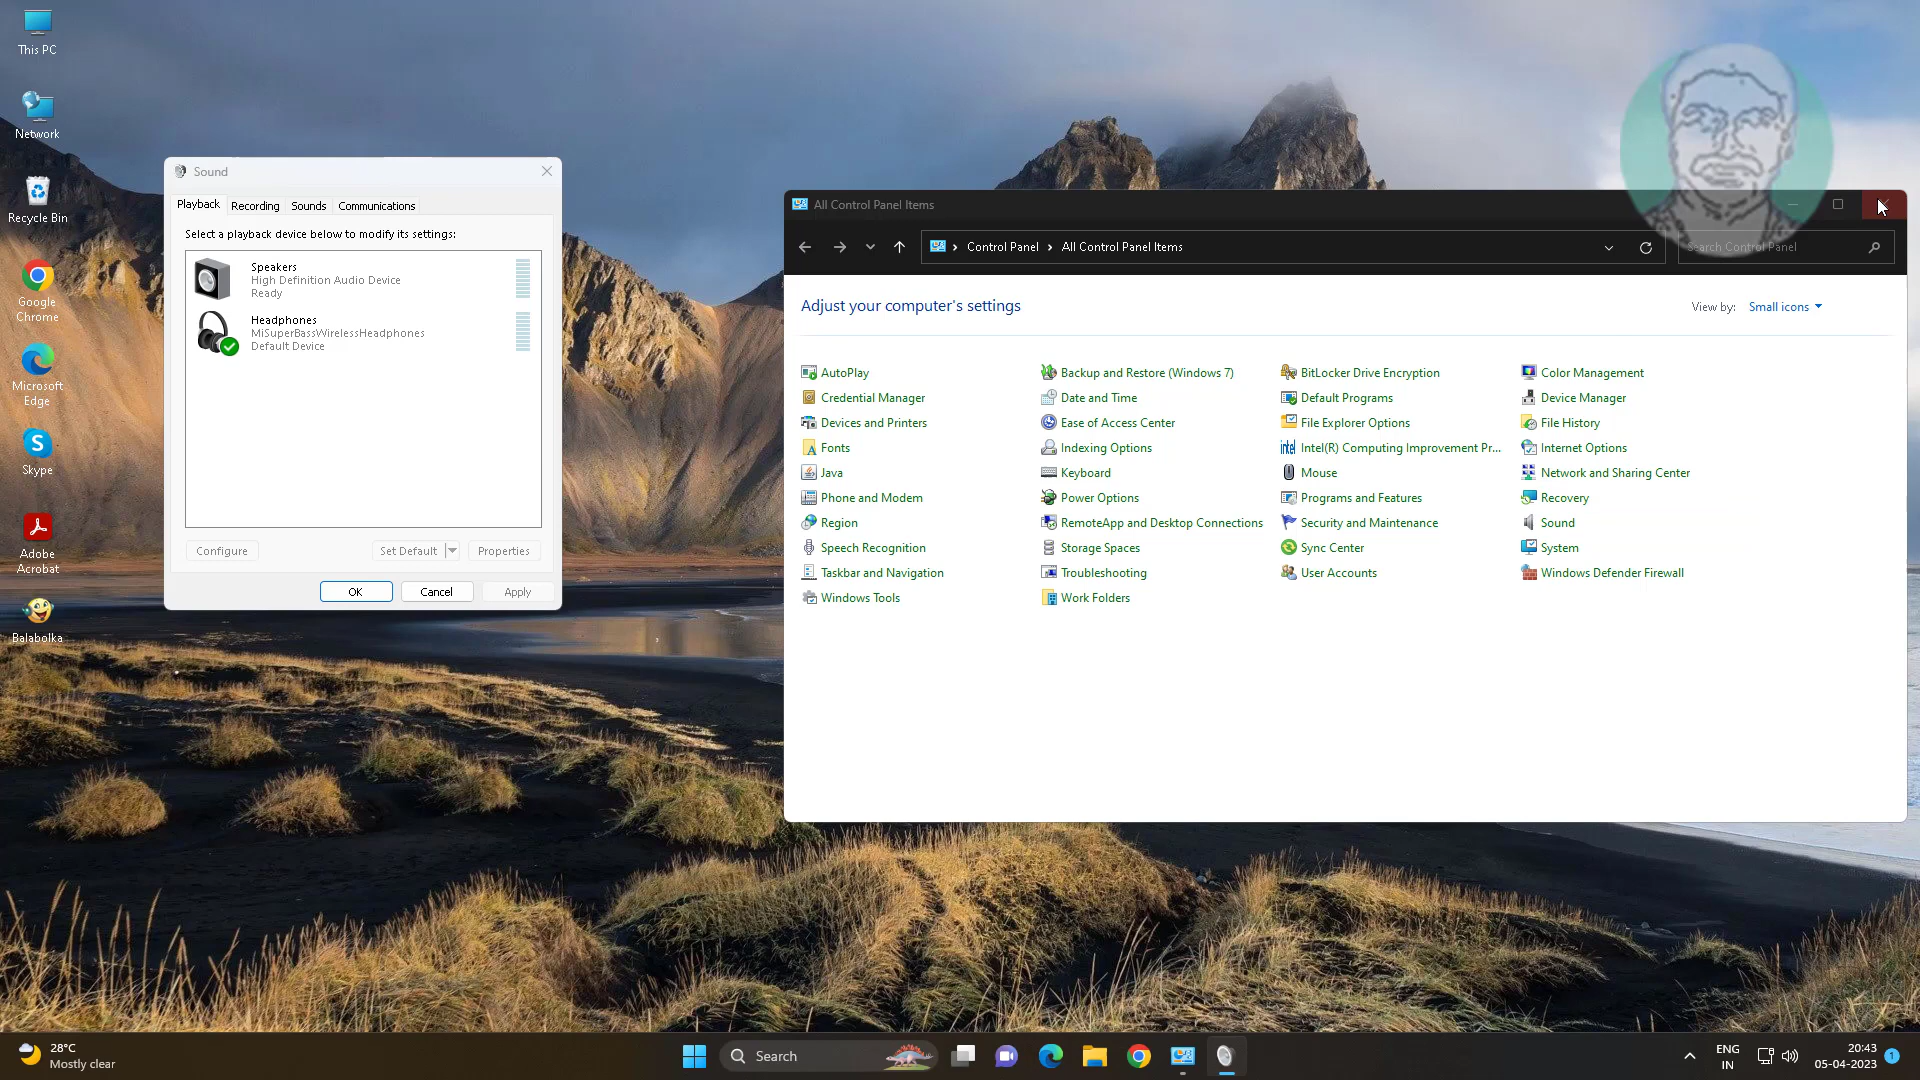 This PC
Network
Recycle Bin
Google
Chrome
Microsoft
Edge
Skype
Adobe
Acrobat
Balabolka
Sound
Playback
Recording
Sounds
Communications
Select a playback device below to modify its settings:
Speakers
High Definition Audio Device
Ready
Headphones
MiSuperBassWirelessHeadphones
Default Device
Configure
Set Default
Properties
OK
Cancel
Apply
All Control Panel Items
Control Panel
All Control Panel Items
Search Control Panel
Adjust your computer's settings
View by:
Small icons
AutoPlay
Backup and Restore (Windows 7)
BitLocker Drive Encryption
Color Management
Credential Manager
Date and Time
Default Programs
Device Manager
Devices and Printers
Ease of Access Center
File Explorer Options
File History
Fonts
Indexing Options
Intel(R) Computing Improvement Pr...
Internet Options
Java
Keyboard
Mouse
Network and Sharing Center
Phone and Modem
Power Options
Programs and Features
Recovery
Region
RemoteApp and Desktop Connections
Security and Maintenance
Sound
Speech Recognition
Storage Spaces
Sync Center
System
Taskbar and Navigation
Troubleshooting
User Accounts
Windows Defender Firewall
Windows Tools
Work Folders
28°C
Mostly clear
Search
ENG
IN
20:43
05-04-2023
1